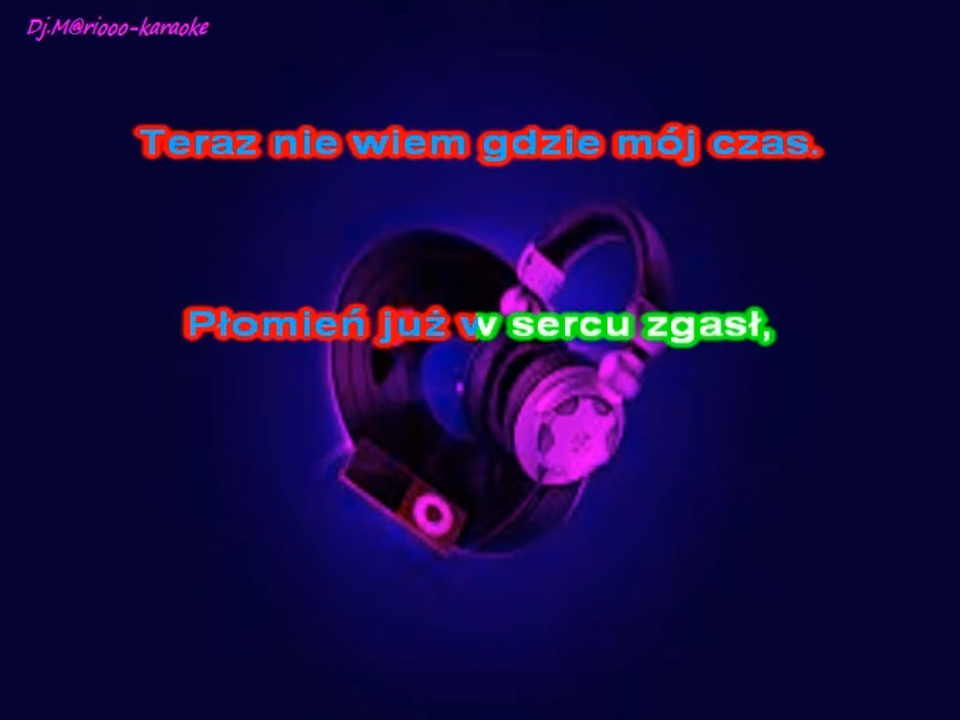 Dj.M@riooo-karaoke
Teraz nie wiem gdzie mój czas.
Płomień już w sercu zgasł,